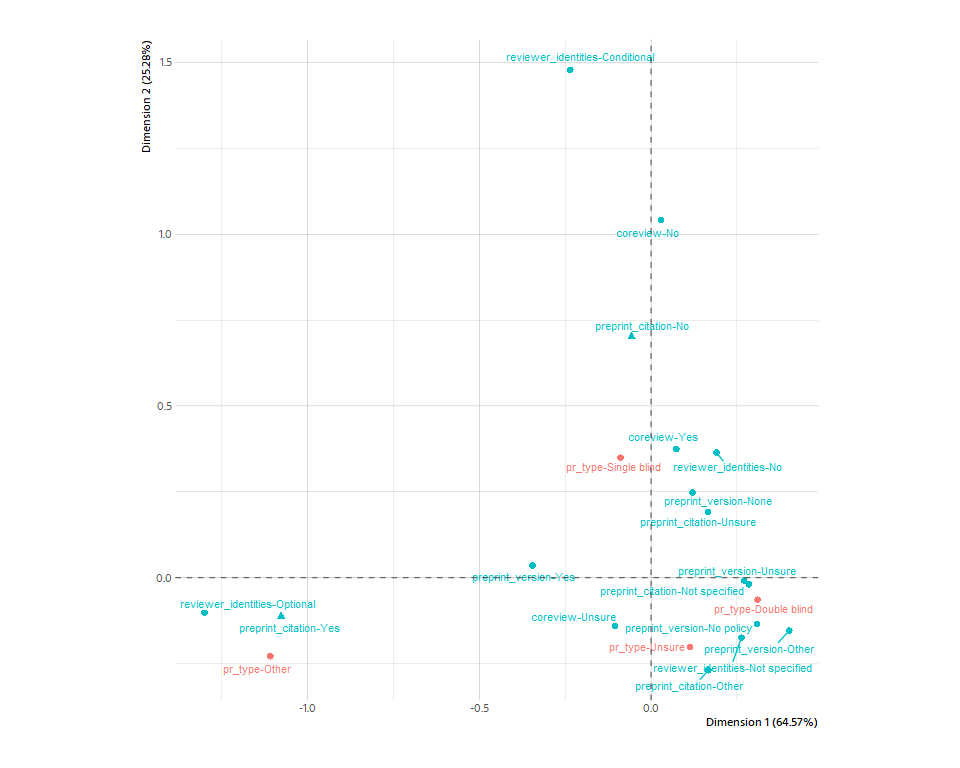 reviewer_identities-Conditional
1.5
Dimension 2 (25.28%)
1.0
coreview-No
preprint_citation-No
0.5
coreview-Yes
pr_type-Single blind
reviewer_identities-No
preprint_version-None
preprint_citation-Unsure
preprint_version-Unsure
0.0
preprint_version-Yes
preprint_citation-Not specified
reviewer_identities-Optional
pr_type-Double blind
coreview-Unsure
preprint_citation-Yes
preprint_version-No policy
pr_type-Unsure
preprint_version-Other
pr_type-Other
reviewer_identities-Not specified
preprint_citation-Other
-1.0
-0.5
0.0
Dimension 1 (64.57%)